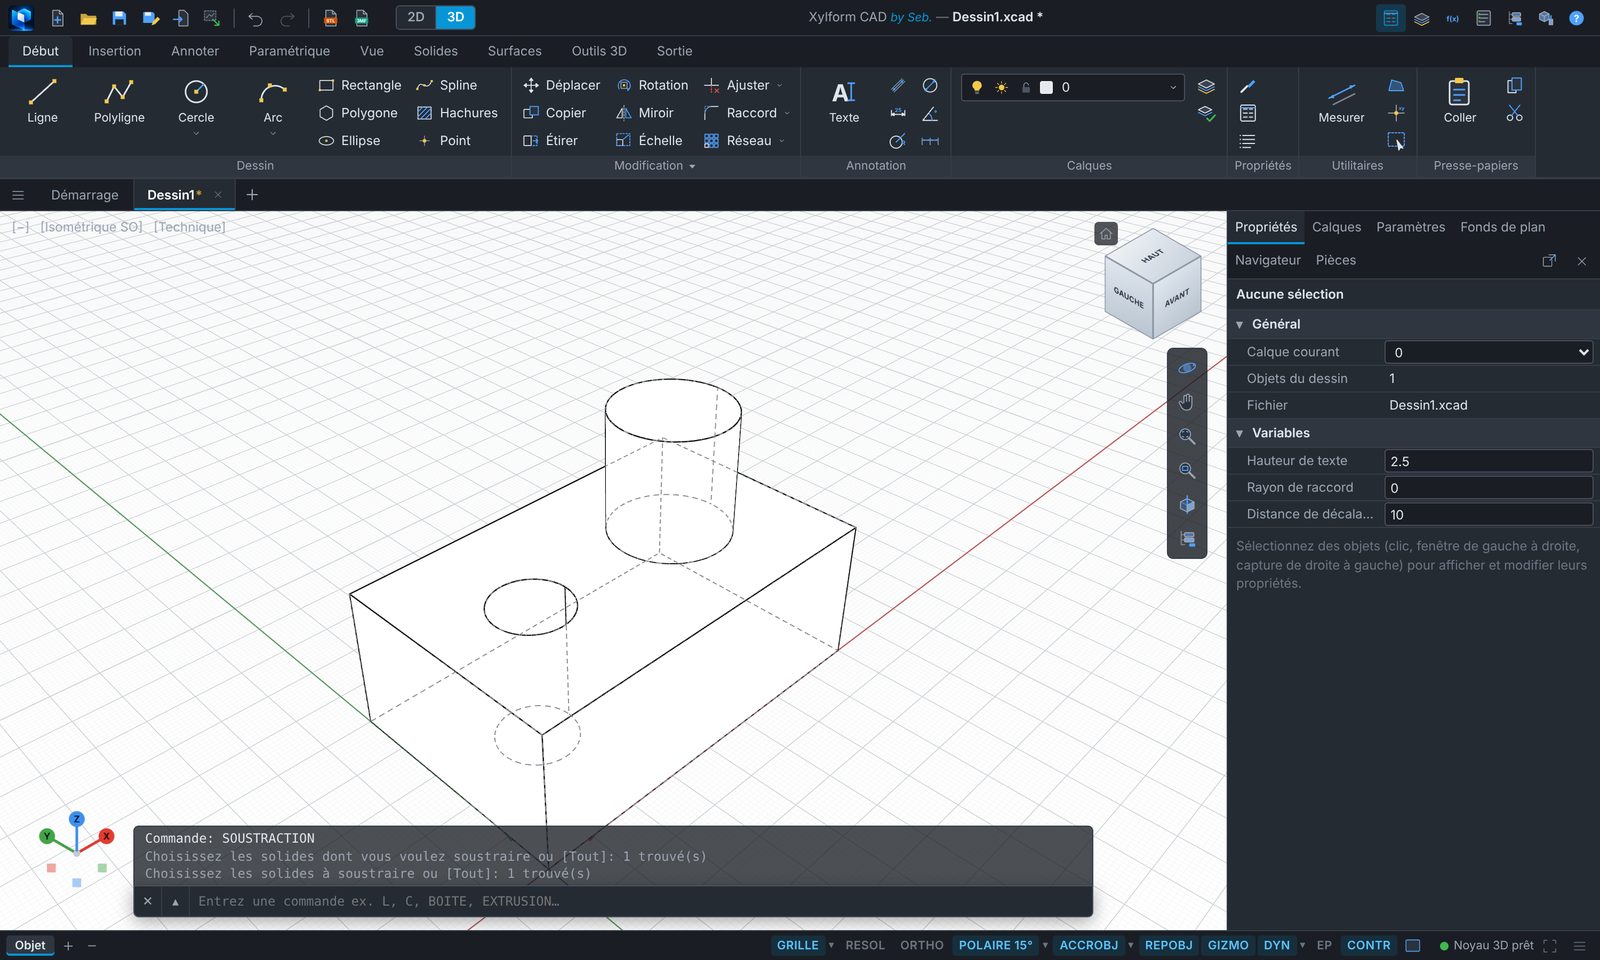 2D 3D
Xylform CAD by Seb. — Dessin1.xcad *
f(x)
?
Début Insertion Annoter Paramétrique Vue Solides Surfaces Outils 3D Sortie
Ligne Polyligne Cercle Arc
Rectangle Spline
Polygone Hachures
Ellipse Point
Dessin
Déplacer Rotation Ajuster
Copier Miroir Raccord
Étirer Échelle Réseau
Modification
Texte
Annotation
0
Calques
Propriétés
Mesurer
Utilitaires
Coller
Presse-papiers
Démarrage Dessin1* × +
[−] [Isométrique SO] [Technique]
HAUT
GAUCHE AVANT
Propriétés Calques Paramètres Fonds de plan
Navigateur Pièces
Aucune sélection
Général
Calque courant 0
Objets du dessin 1
Fichier Dessin1.xcad
Variables
Hauteur de texte 2.5
Rayon de raccord 0
Distance de décala... 10
Sélectionnez des objets (clic, fenêtre de gauche à droite,
capture de droite à gauche) pour afficher et modifier leurs
propriétés.
Z
Y X
Commande: SOUSTRACTION
Choisissez les solides dont vous voulez soustraire ou [Tout]: 1 trouvé(s)
Choisissez les solides à soustraire ou [Tout]: 1 trouvé(s)
Entrez une commande ex. L, C, BOITE, EXTRUSION…
Objet + − GRILLE RESOL ORTHO POLAIRE 15° ACCROBJ REPOBJ GIZMO DYN EP CONTR Noyau 3D prêt